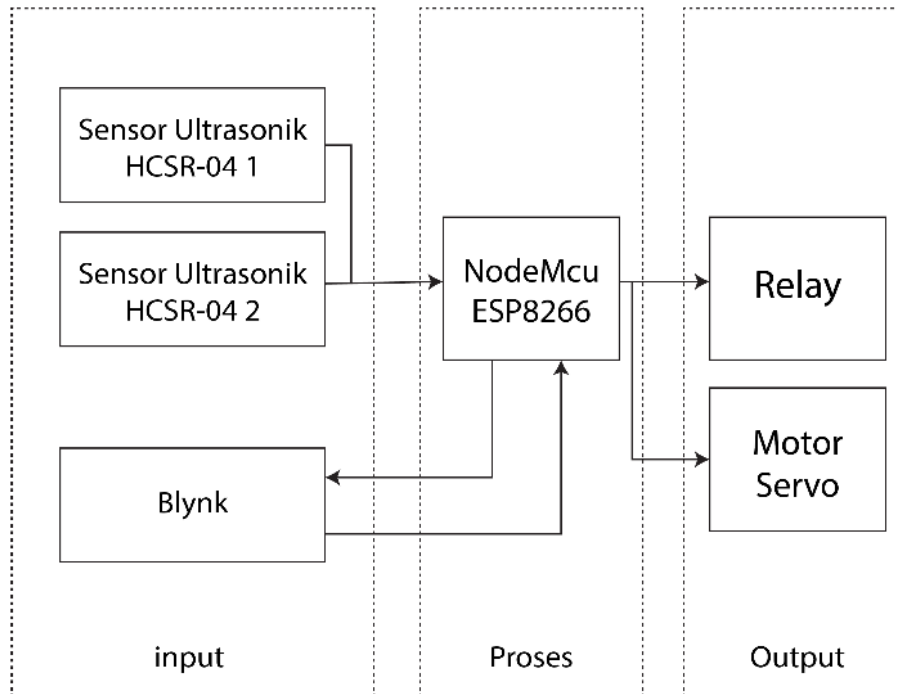 Sensor Ultrasonik
HCSR-04 1
Sensor Ultrasonik
HCSR-04 2
Blynk
input
NodeMcu
ESP8266
Proses
Relay
Motor
Servo
Output